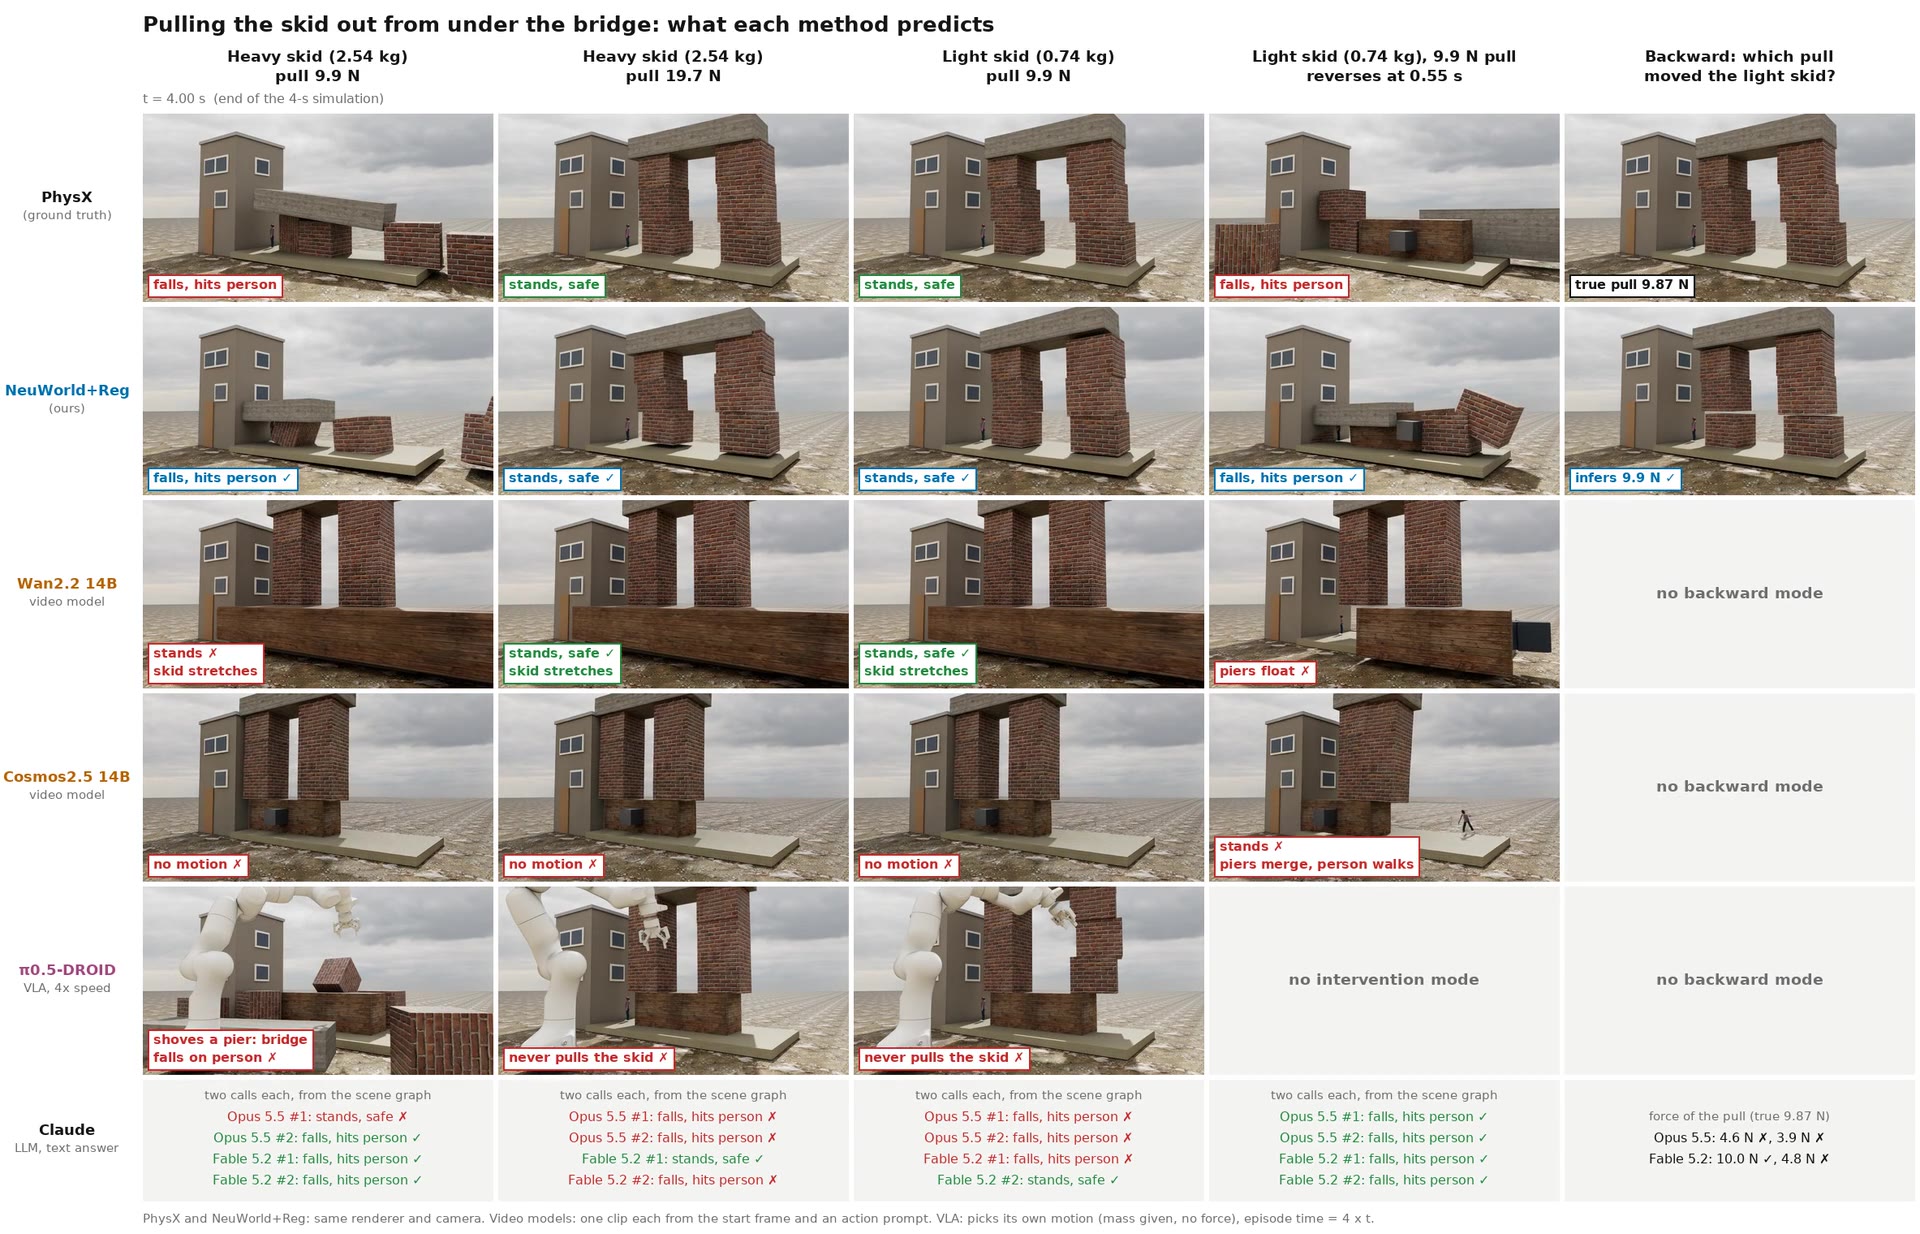 Pulling the skid out from under the bridge: what each method predicts
Heavy skid (2.54 kg)
pull 9.9 N
Heavy skid (2.54 kg)
pull 19.7 N
Light skid (0.74 kg)
pull 9.9 N
Light skid (0.74 kg), 9.9 N pull
reverses at 0.55 s
Backward: which pull
moved the light skid?
t = 4.00 s  (end of the 4-s simulation)
PhysX
(ground truth)
falls, hits person
stands, safe
stands, safe
falls, hits person
true pull 9.87 N
NeuWorld+Reg
(ours)
falls, hits person ✓
stands, safe ✓
stands, safe ✓
falls, hits person ✓
infers 9.9 N ✓
Wan2.2 14B
video model
stands ✗
skid stretches
stands, safe ✓
skid stretches
stands, safe ✓
skid stretches
piers float ✗
no backward mode
Cosmos2.5 14B
video model
no motion ✗
no motion ✗
no motion ✗
stands ✗
piers merge, person walks
no backward mode
π0.5-DROID
VLA, 4x speed
shoves a pier: bridge
falls on person ✗
never pulls the skid ✗
never pulls the skid ✗
no intervention mode
no backward mode
Claude
LLM, text answer
two calls each, from the scene graph
Opus 5.5 #1: stands, safe ✗
Opus 5.5 #2: falls, hits person ✓
Fable 5.2 #1: falls, hits person ✓
Fable 5.2 #2: falls, hits person ✓
two calls each, from the scene graph
Opus 5.5 #1: falls, hits person ✗
Opus 5.5 #2: falls, hits person ✗
Fable 5.2 #1: stands, safe ✓
Fable 5.2 #2: falls, hits person ✗
two calls each, from the scene graph
Opus 5.5 #1: falls, hits person ✗
Opus 5.5 #2: falls, hits person ✗
Fable 5.2 #1: falls, hits person ✗
Fable 5.2 #2: stands, safe ✓
two calls each, from the scene graph
Opus 5.5 #1: falls, hits person ✓
Opus 5.5 #2: falls, hits person ✓
Fable 5.2 #1: falls, hits person ✓
Fable 5.2 #2: falls, hits person ✓
force of the pull (true 9.87 N)
Opus 5.5: 4.6 N ✗, 3.9 N ✗
Fable 5.2: 10.0 N ✓, 4.8 N ✗
PhysX and NeuWorld+Reg: same renderer and camera. Video models: one clip each from the start frame and an action prompt. VLA: picks its own motion (mass given, no force), episode time = 4 x t.